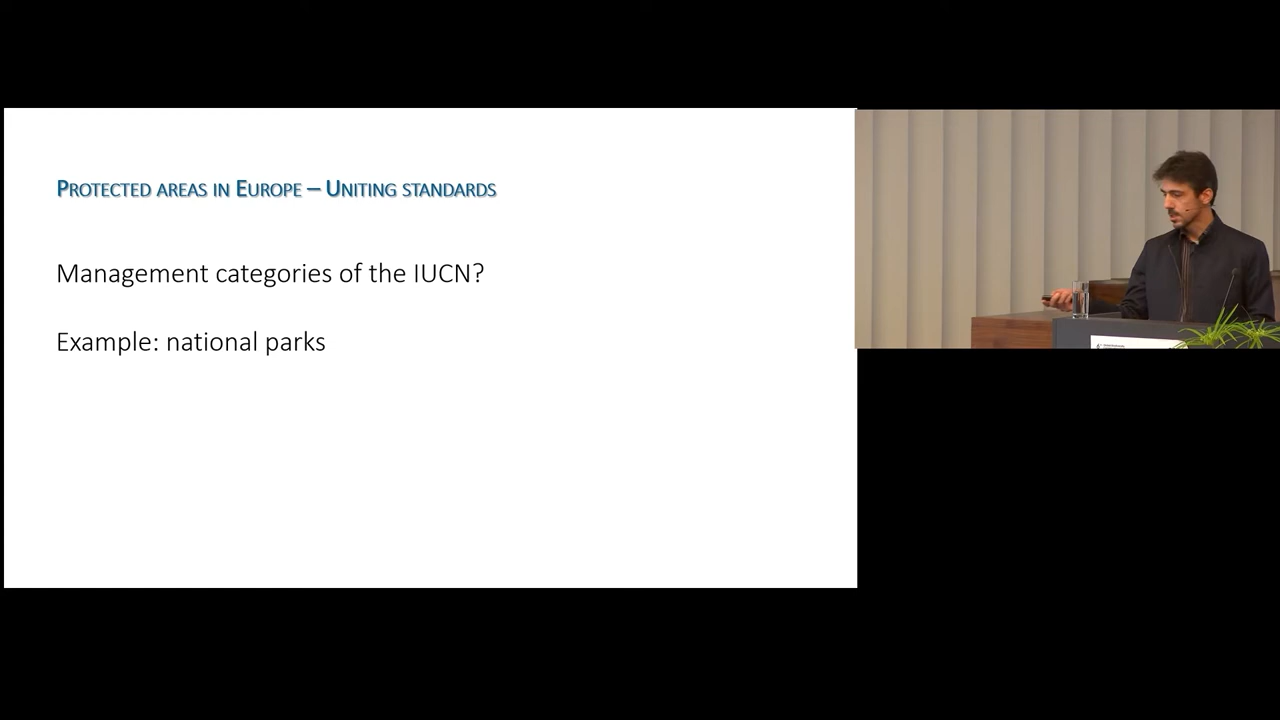 Protected areas in Europe – Uniting standards
Management categories of the IUCN?
Example: national parks